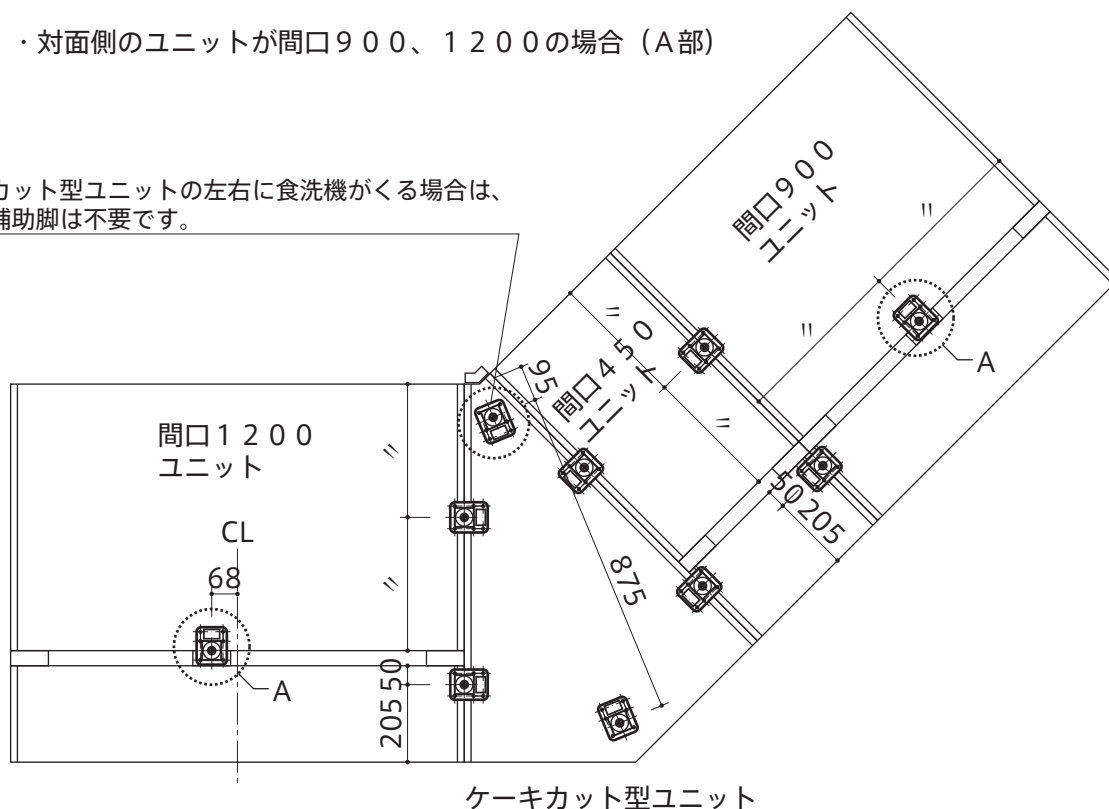 ・対面側のユニットが間口９００、１２００の場合（Ａ部）
カット型ユニットの左右に食洗機がくる場合は、
補助脚は不要です。
間口９００
ユニット
〃
〃
A
〃
間口４５０
ユニット
〃
95
50
205
875
間口１２００
ユニット
〃
CL
68
〃
A
50
205
ケーキカット型ユニット